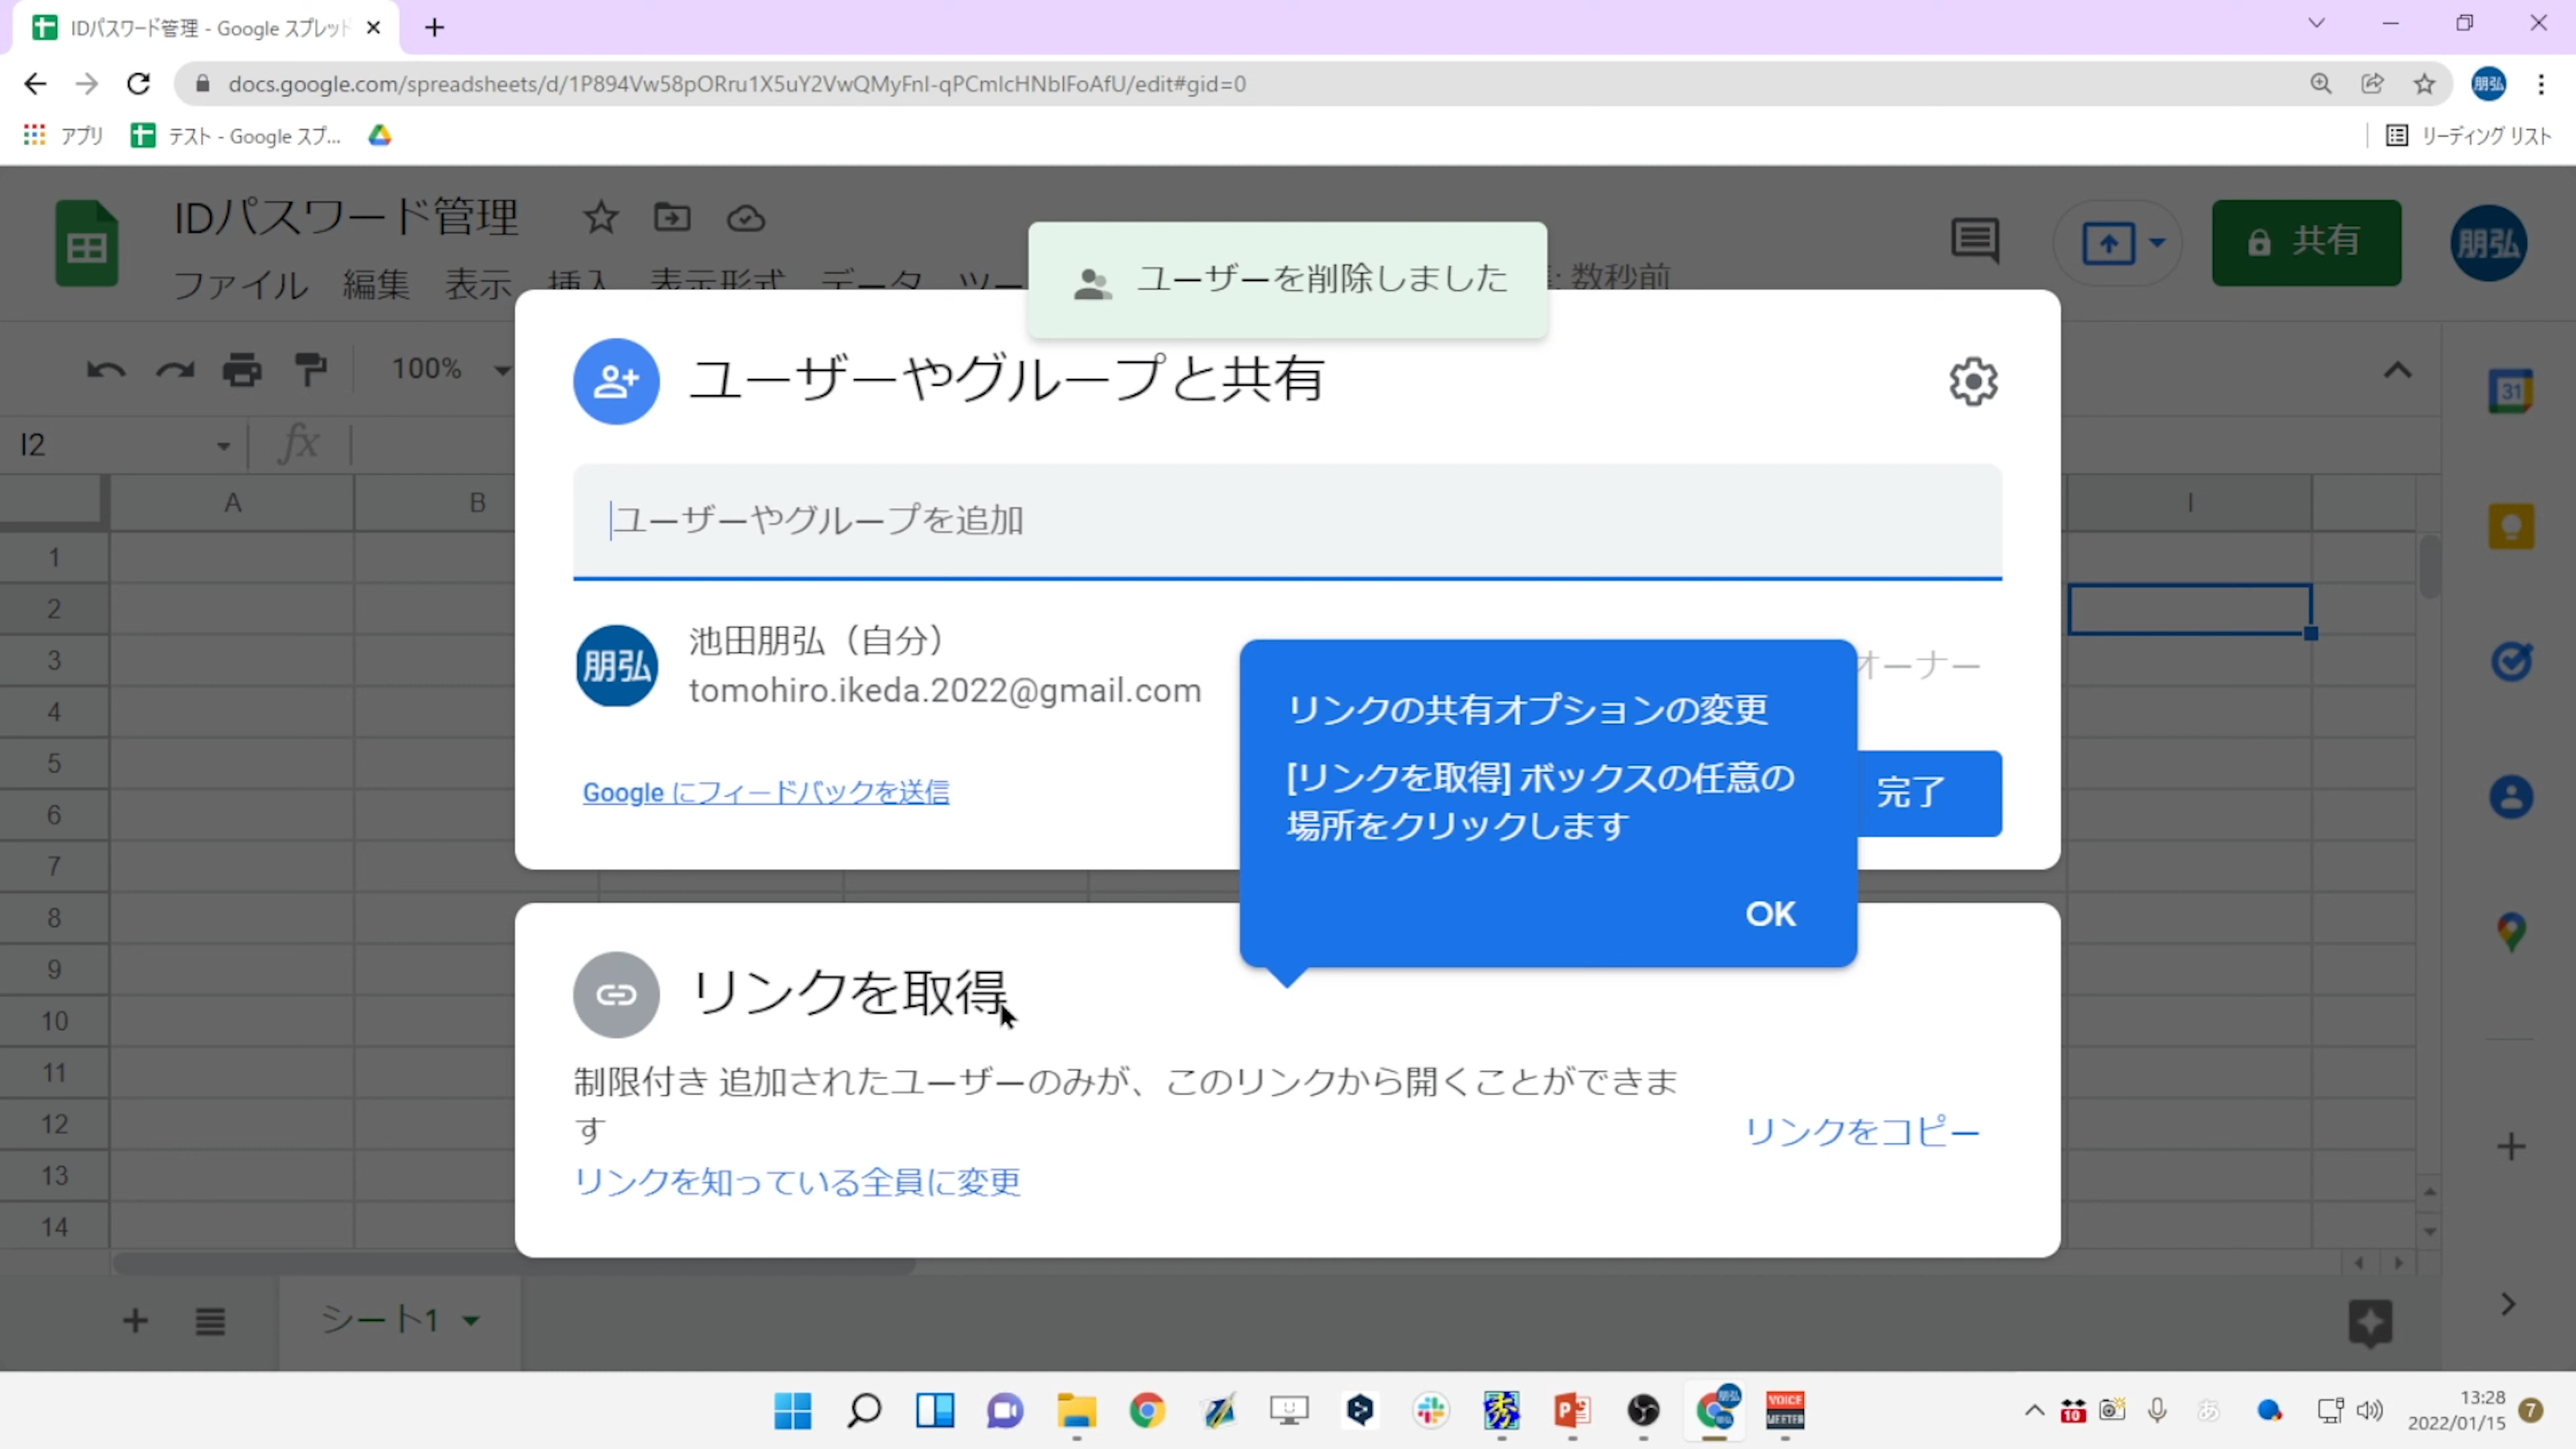 IDパスワード管理 - Google スプレッド
docs.google.com/spreadsheets/d/1P894Vw58pORru1X5uY2VwQMyFnI-qPCmlcHNblFoAfU/edit#gid=0
朋弘
アプリ
テスト - Google スプ...
リーディング リスト
IDパスワード管理
ファイル 編集 表示 挿入 表示形式 データ ツー
数秒前
共有
朋弘
ユーザーを削除しました
100%
ユーザーやグループと共有
31
I2
fx
A B I
ユーザーやグループを追加
1
2
3
4
5
6
7
8
9
10
11
12
13
14
朋弘
池田朋弘（自分）
tomohiro.ikeda.2022@gmail.com
オーナー
リンクの共有オプションの変更
[リンクを取得] ボックスの任意の
場所をクリックします
OK
Google にフィードバックを送信
完了
リンクを取得
制限付き 追加されたユーザーのみが、このリンクから開くことができま
す
リンクをコピー
リンクを知っている全員に変更
シート1
秀
VOICE
MEETER
10
あ
13:28
2022/01/15
7